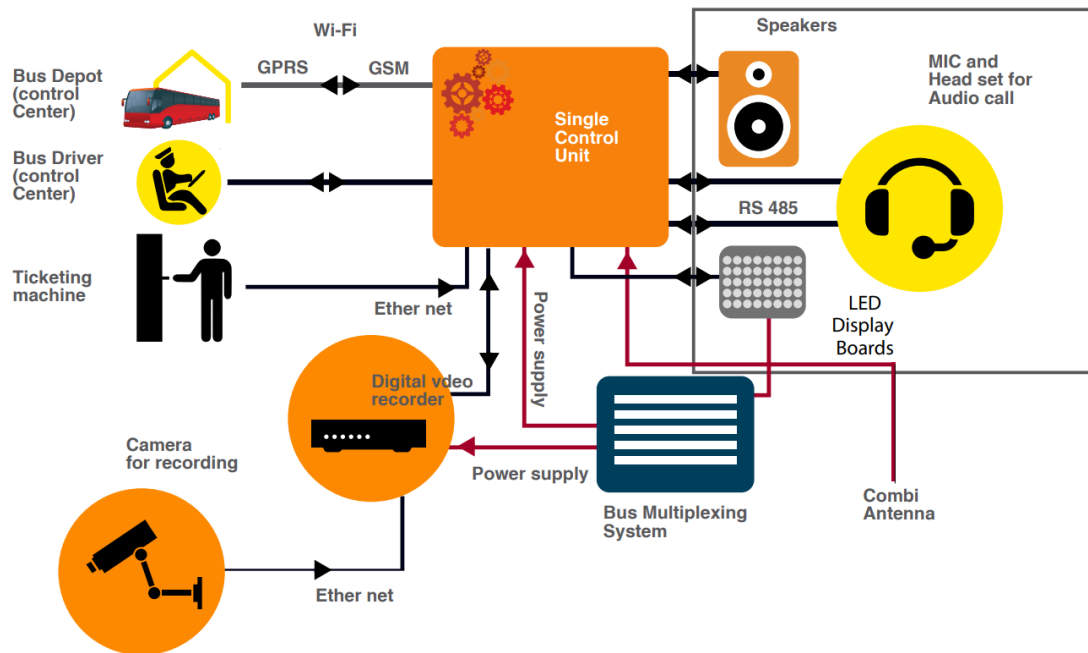 Wi-Fi
Speakers
Bus Depot
(control
Center)
GPRS
GSM
MIC and
Head set for
Audio call
Single
Control
Unit
Bus Driver
(control
Center)
RS 485
Ticketing
machine
Ether net
Power supply
LED
Display
Boards
Digital vdeo
recorder
Camera
for recording
Power supply
Bus Multiplexing
System
Combi
Antenna
Ether net